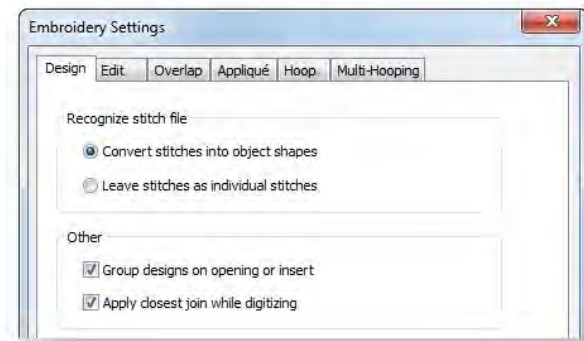 Embroidery Settings
Design Edit Overlap Appliqué Hoop Multi-Hooping
Recognize stitch file
Convert stitches into object shapes
Leave stitches as individual stitches
Other
Group designs on opening or insert
Apply closest join while digitizing